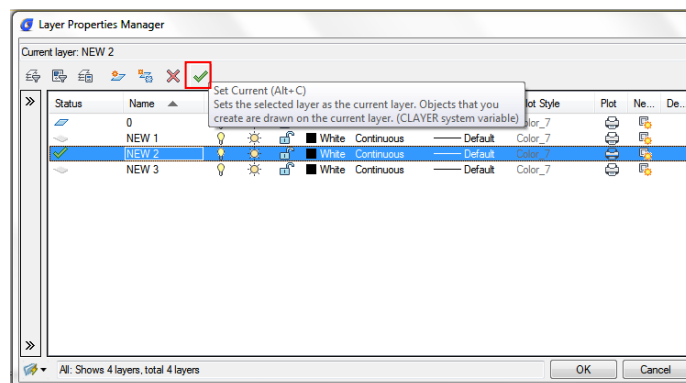 Layer Properties Manager
Current layer: NEW 2
Set Current (Alt+C)
Sets the selected layer as the current layer. Objects that you
create are drawn on the current layer. (CLAYER system variable)
Status Name Plot Style Plot Ne... De...
0 Color_7
NEW 1 White Continuous Default Color_7
NEW 2 White Continuous Default Color_7
NEW 3 White Continuous Default Color_7
All: Shows 4 layers, total 4 layers
OK Cancel